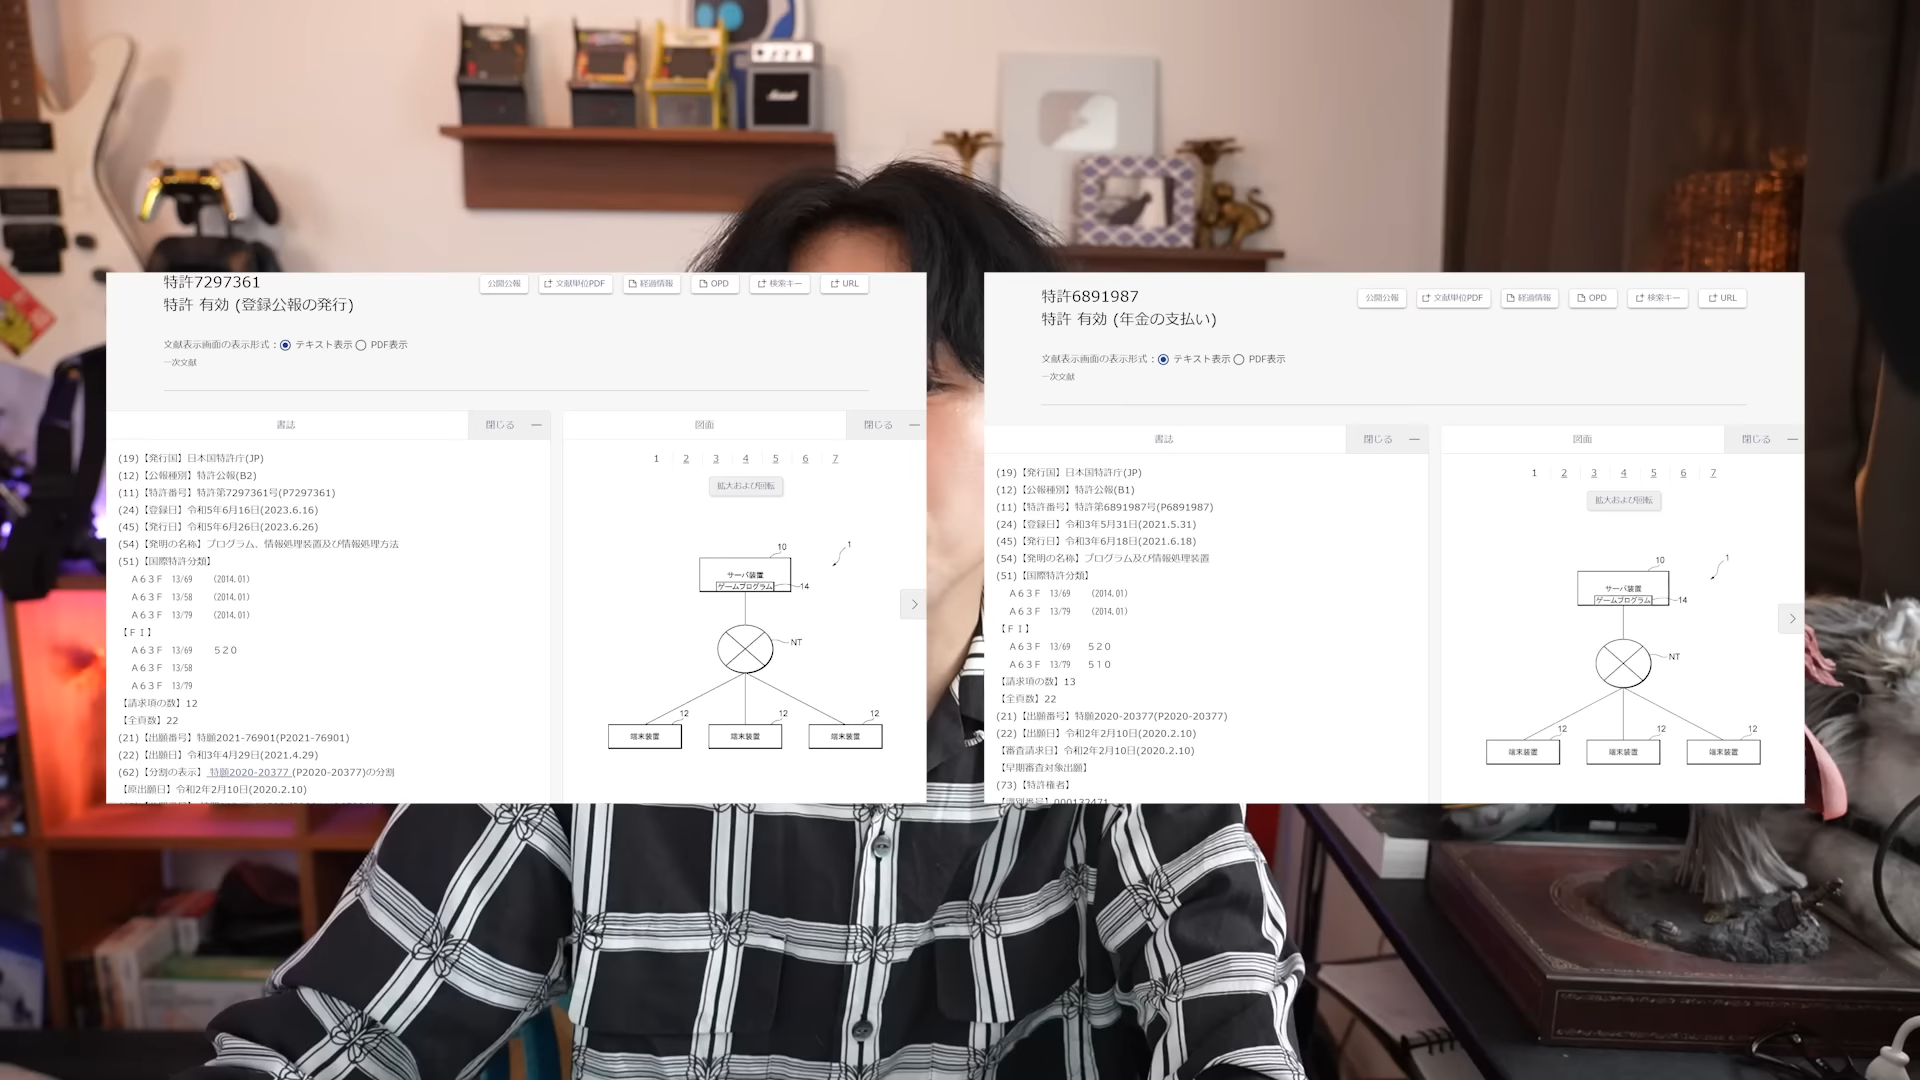 Marshall
特許7297361
公開公報
文献単位PDF
経過情報
OPD
検索キー
URL
特許 有効 (登録公報の発行)
文献表示画面の表示形式：
テキスト表示
PDF表示
一次文献
書誌
閉じる
(19)【発行国】日本国特許庁(JP)
(12)【公報種別】特許公報(B2)
(11)【特許番号】特許第7297361号(P7297361)
(24)【登録日】令和5年6月16日(2023.6.16)
(45)【発行日】令和5年6月26日(2023.6.26)
(54)【発明の名称】プログラム、情報処理装置及び情報処理方法
(51)【国際特許分類】
A63F 13/69 (2014.01)
A63F 13/58 (2014.01)
A63F 13/79 (2014.01)
【FI】
A63F 13/69 520
A63F 13/58
A63F 13/79
【請求項の数】12
【全頁数】22
(21)【出願番号】特願2021-76901(P2021-76901)
(22)【出願日】令和3年4月29日(2021.4.29)
(62)【分割の表示】特願2020-20377(P2020-20377)の分割
【原出願日】令和2年2月10日(2020.2.10)
図面
閉じる
1 2 3 4 5 6 7
拡大および回転
10
1
サーバ装置
ゲームプログラム
14
NT
12
12
12
端末装置
端末装置
端末装置
特許6891987
公開公報
文献単位PDF
経過情報
OPD
検索キー
URL
特許 有効 (年金の支払い)
文献表示画面の表示形式：
テキスト表示
PDF表示
一次文献
書誌
閉じる
(19)【発行国】日本国特許庁(JP)
(12)【公報種別】特許公報(B1)
(11)【特許番号】特許第6891987号(P6891987)
(24)【登録日】令和3年5月31日(2021.5.31)
(45)【発行日】令和3年6月18日(2021.6.18)
(54)【発明の名称】プログラム及び情報処理装置
(51)【国際特許分類】
A63F 13/69 (2014.01)
A63F 13/79 (2014.01)
【FI】
A63F 13/69 520
A63F 13/79 510
【請求項の数】13
【全頁数】22
(21)【出願番号】特願2020-20377(P2020-20377)
(22)【出願日】令和2年2月10日(2020.2.10)
【審査請求日】令和2年2月10日(2020.2.10)
【早期審査対象出願】
(73)【特許権者】
【識別番号】000132471
図面
閉じる
1 2 3 4 5 6 7
拡大および回転
10
1
サーバ装置
ゲームプログラム
14
NT
12
12
12
端末装置
端末装置
端末装置